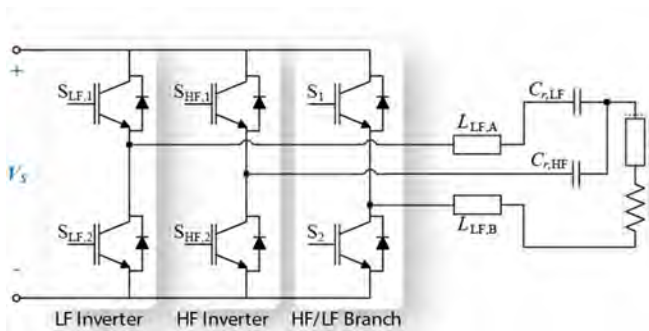 +
S_LF,1
S_HF,1
S_1
C_r,LF
L_LF,A
C_r,HF
V_s
S_LF,2
S_HF,2
S_2
L_LF,B
-
LF Inverter
HF Inverter
HF/LF Branch